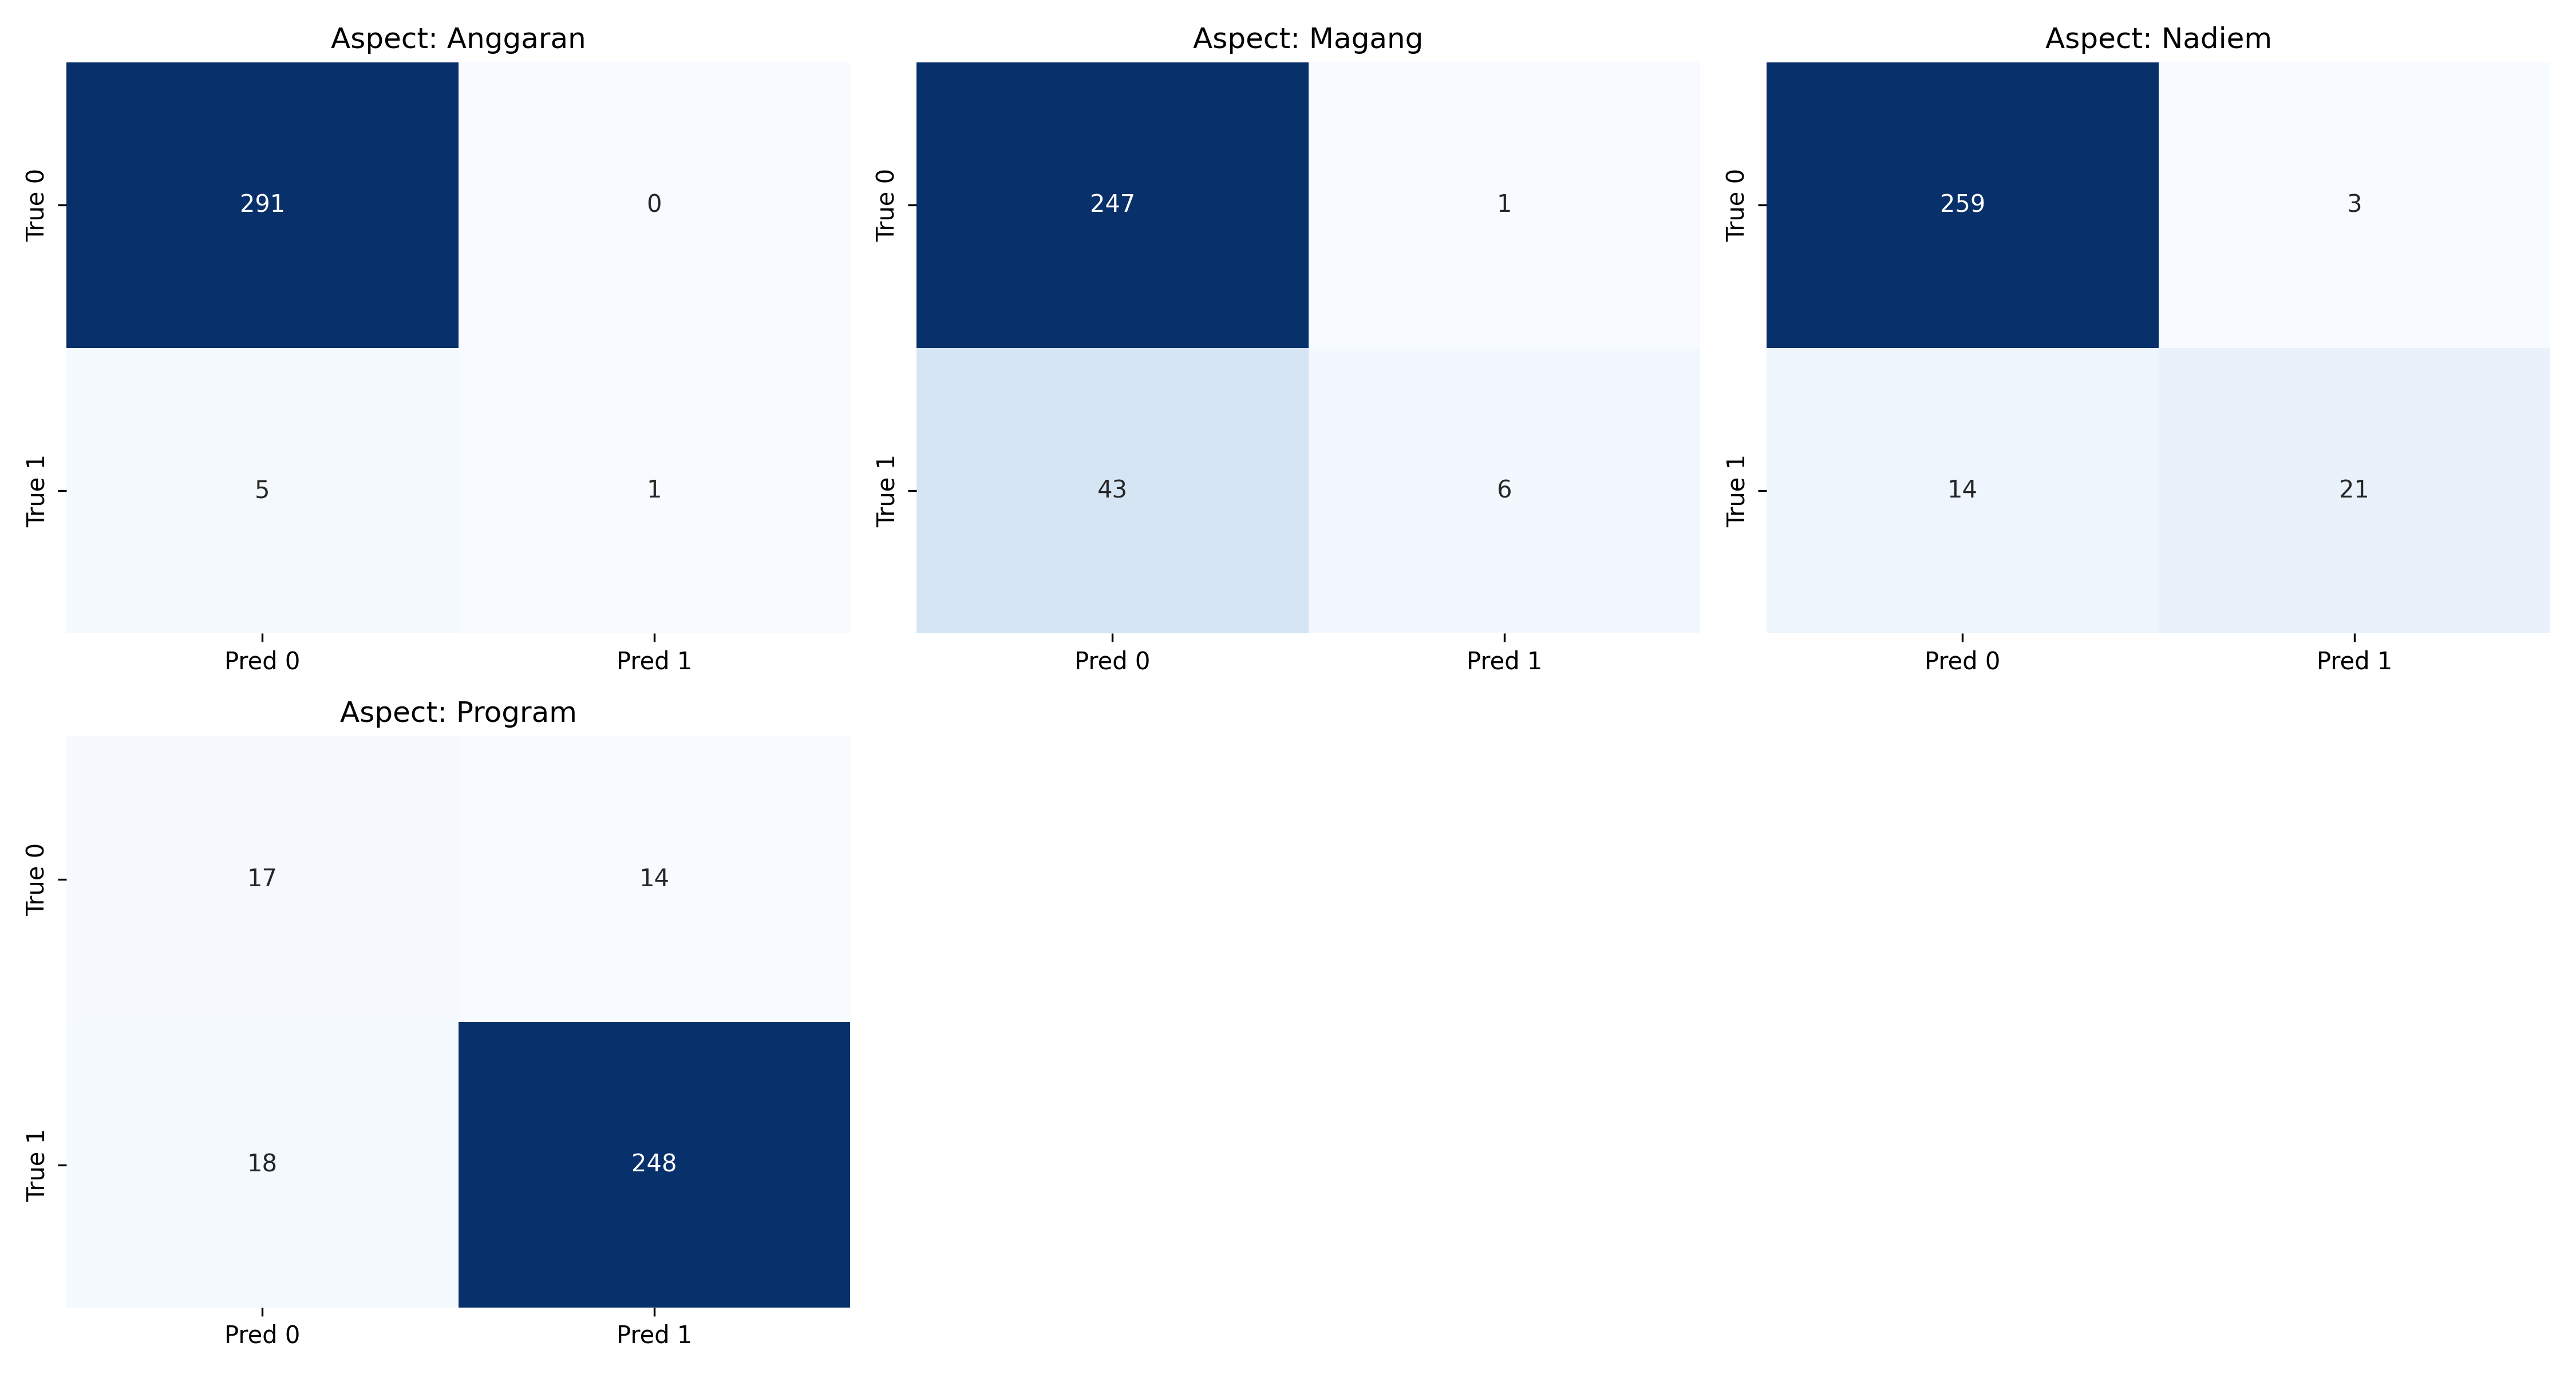 Aspect: Anggaran
True 0
291
0
True 1
5
1
Pred 0
Pred 1
Aspect: Magang
True 0
247
1
True 1
43
6
Pred 0
Pred 1
Aspect: Nadiem
True 0
259
3
True 1
14
21
Pred 0
Pred 1
Aspect: Program
True 0
17
14
True 1
18
248
Pred 0
Pred 1